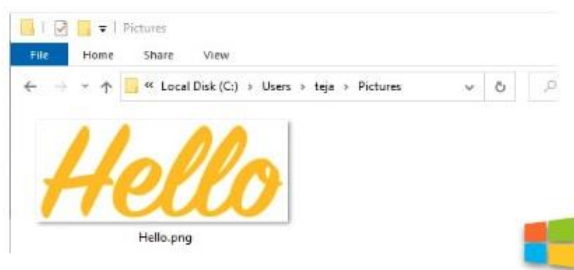 Pictures
File Home Share View
« Local Disk (C:) > Users > teja > Pictures
Hello
Hello.png